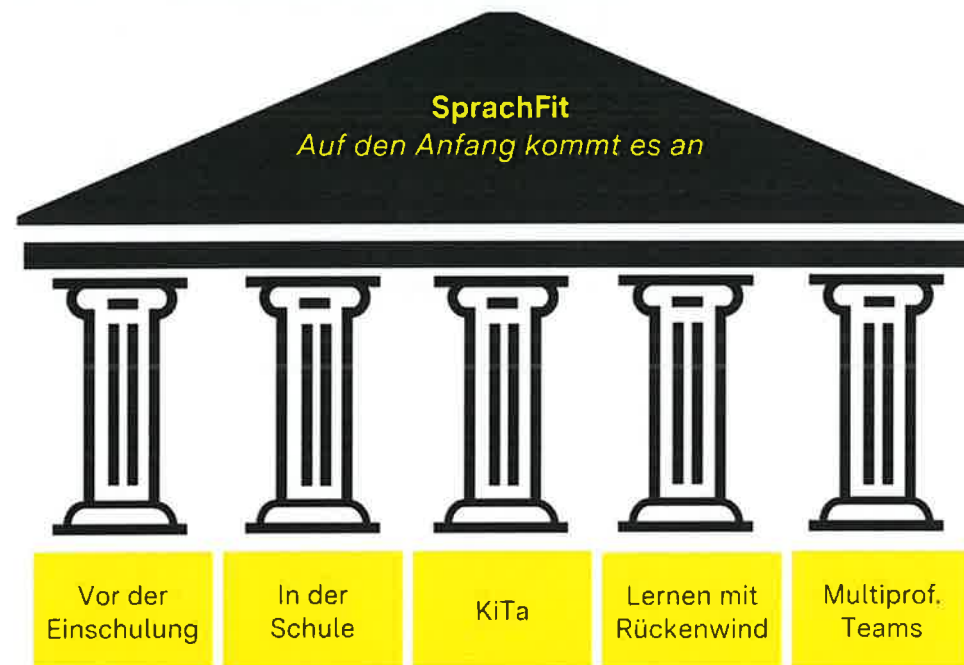 SprachFit
Auf den Anfang kommt es an
Vor der
Einschulung
In der
Schule
KiTa
Lernen mit
Rückenwind
Multiprof.
Teams